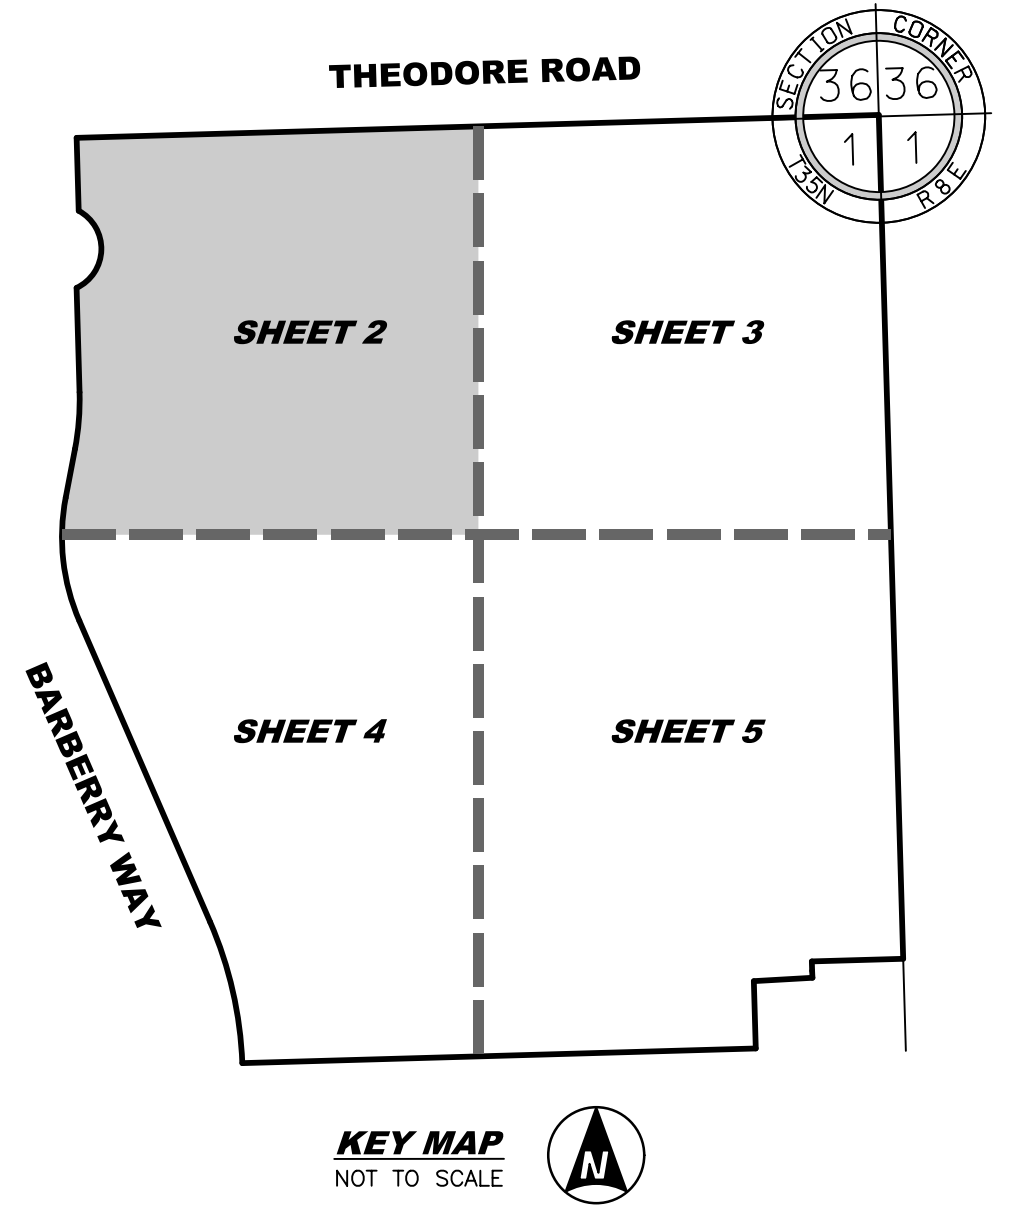 THEODORE ROAD
SECTION CORNER
36 36
1 1
T35N R8E
SHEET 2
SHEET 3
SHEET 4
SHEET 5
BARBERRY WAY
KEY MAP
NOT TO SCALE
N